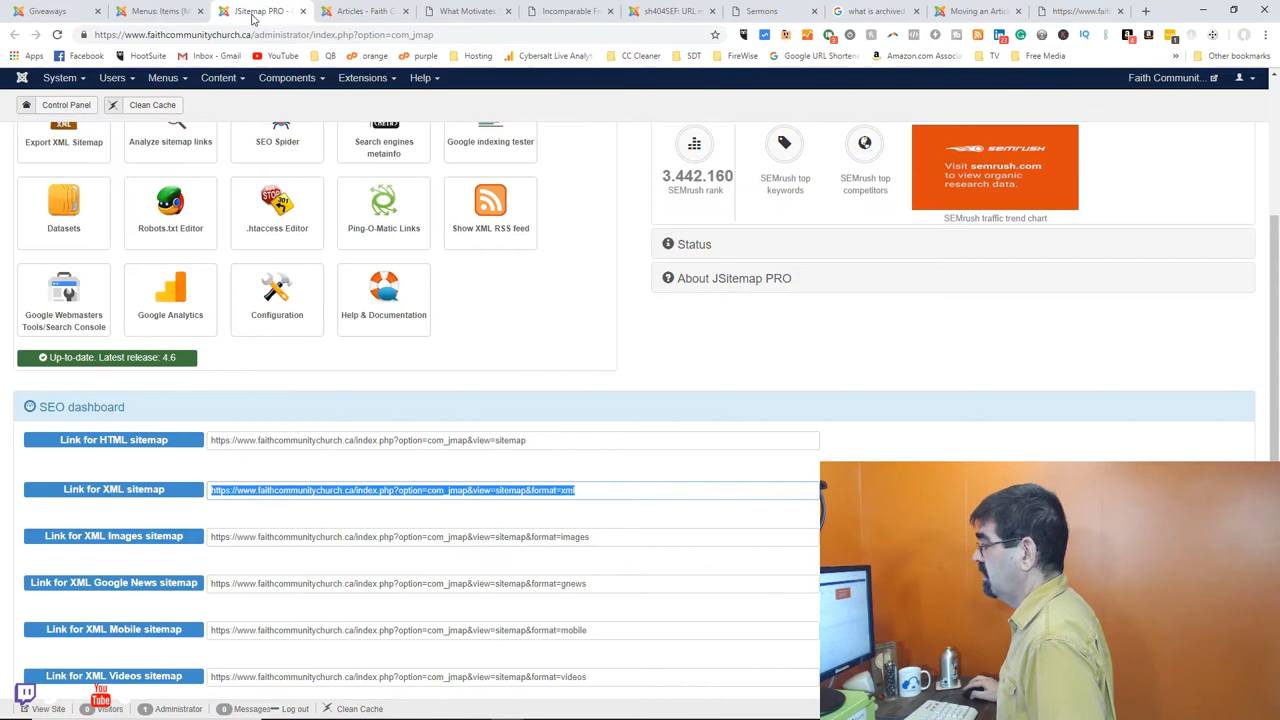 Giveaways
Menus: Items (M
JSitemap PRO -
Articles - Faith C
What Motivates
Incomparable Fo
sh404SEF: URL M
Sermons
what is archived
Moving an Article
https://www.fait
https://www.faithcommunitychurch.ca/administrator/index.php?option=com_jmap
Apps
HootSuite
Inbox - Gmail
YouTube
QB
orange
purple
Hosting
Cybersalt Live Analyt
CC Cleaner
SDT
FireWise
Google URL Shortene
Amazon.com Associ
TV
Free Media
Other bookmarks
System
Users
Menus
Content
Components
Extensions
Help
Faith Communit...
Control Panel
Clean Cache
Export XML Sitemap
Analyze sitemap links
SEO Spider
Search engines
metainfo
Google indexing tester
Datasets
Robots.txt Editor
STOP
301
.htaccess Editor
Ping-O-Matic Links
Show XML RSS feed
Google Webmasters
Tools/Search Console
Google Analytics
Configuration
Help & Documentation
Up-to-date. Latest release: 4.6
3.442.160
SEMrush rank
SEMrush top
keywords
SEMrush top
competitors
SEMRUSH
Visit semrush.com
to view organic
research data.
SEMrush traffic trend chart
Status
About JSitemap PRO
SEO dashboard
Link for HTML sitemap
https://www.faithcommunitychurch.ca/index.php?option=com_jmap&view=sitemap
Link for XML sitemap
https://www.faithcommunitychurch.ca/index.php?option=com_jmap&view=sitemap&format=xml
Link for XML Images sitemap
https://www.faithcommunitychurch.ca/index.php?option=com_jmap&view=sitemap&format=images
Link for XML Google News sitemap
https://www.faithcommunitychurch.ca/index.php?option=com_jmap&view=sitemap&format=gnews
Link for XML Mobile sitemap
https://www.faithcommunitychurch.ca/index.php?option=com_jmap&view=sitemap&format=mobile
Link for XML Videos sitemap
https://www.faithcommunitychurch.ca/index.php?option=com_jmap&view=sitemap&format=videos
You
Tube
View Site
0 Visitors
1 Administrator
0 Messages
Log out
Clean Cache